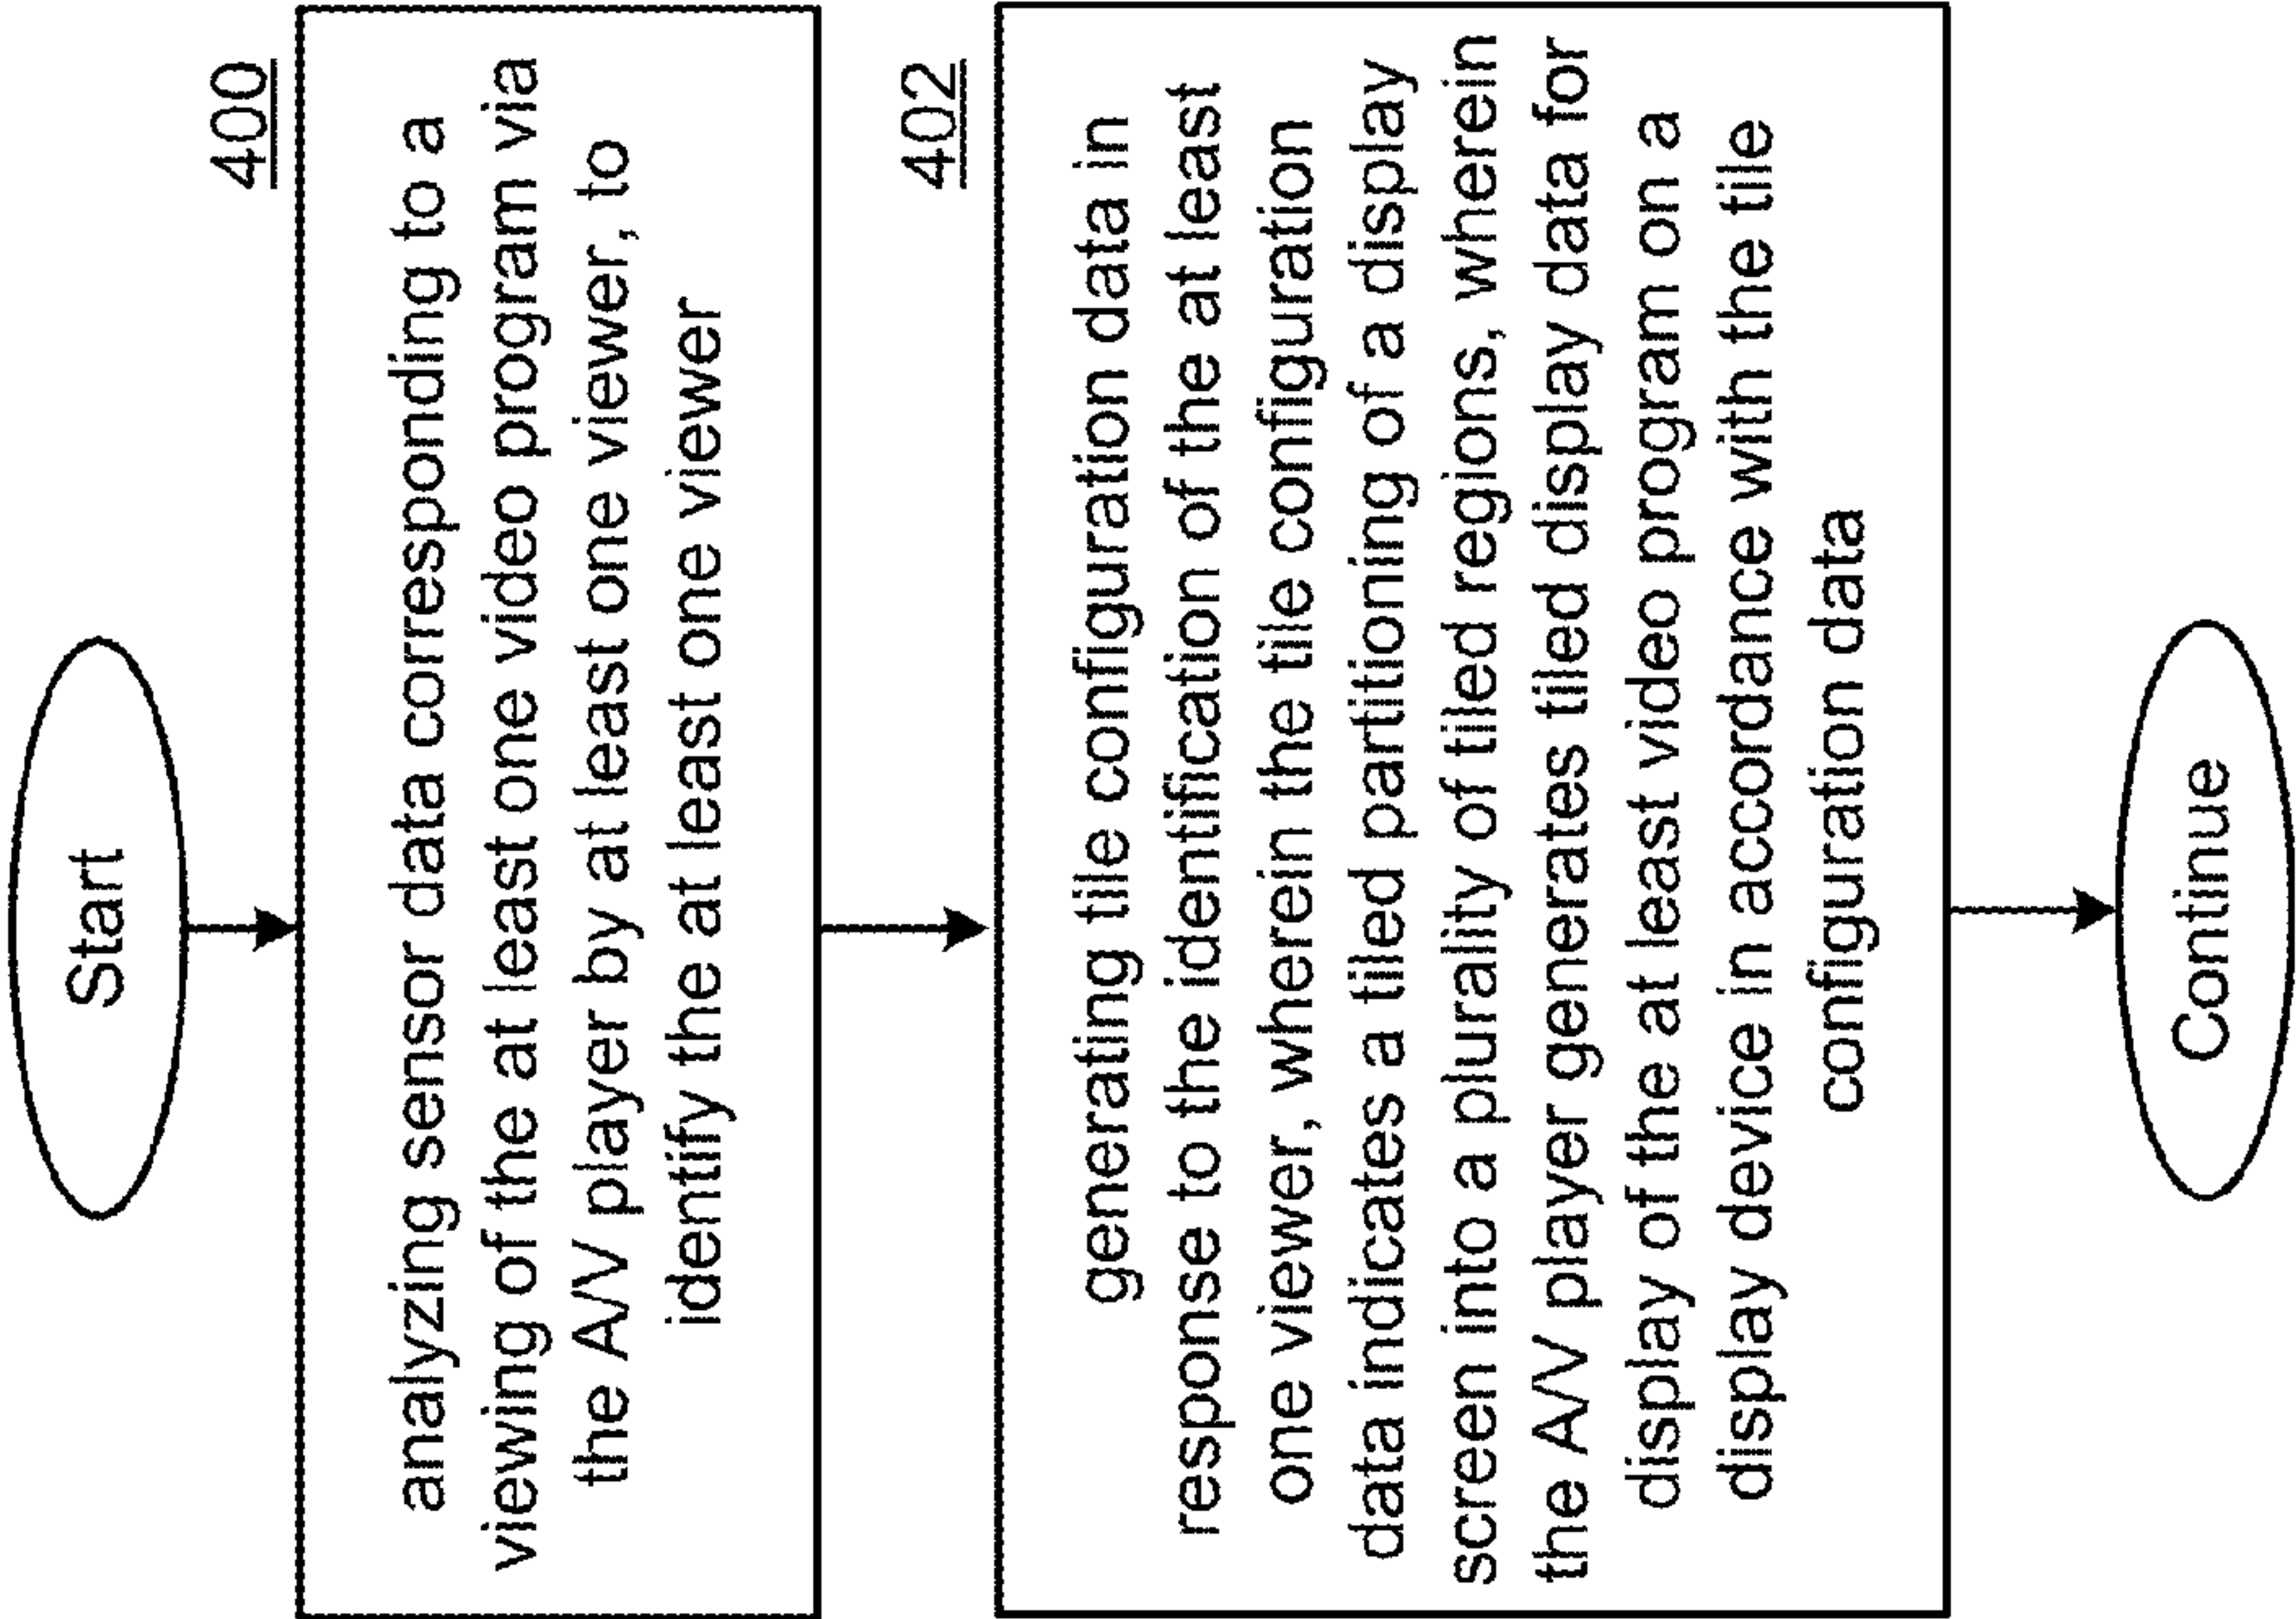 Start
400
analyzing sensor data corresponding to a
viewing of the at least one video program via
the A/V player by at least one viewer, to
identify the at least one viewer
402
generating tile configuration data in
response to the identification of the at least
one viewer, wherein the tile configuration
data indicates a tiled partitioning of a display
screen into a plurality of tiled regions, wherein
the A/V player generates tiled display data for
display of the at least video program on a
display device in accordance with the tile
configuration data
Continue